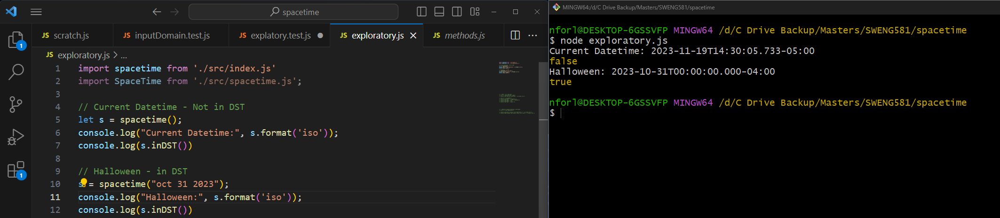 spacetime
JS scratch.js
JS inputDomain.test.js
JS explatory.test.js
JS exploratory.js
JS methods.js
JS exploratory.js > ...
1 import spacetime from './src/index.js'
2 import SpaceTime from './src/spacetime.js';
3
4 // Current Datetime - Not in DST
5 let s = spacetime();
6 console.log("Current Datetime:", s.format('iso'));
7 console.log(s.inDST())
8
9 // Halloween - in DST
10 s = spacetime("oct 31 2023");
11 console.log("Halloween:", s.format('iso'));
12 console.log(s.inDST())
1
1
MINGW64:/d/C Drive Backup/Masters/SWENG581/spacetime
nforl@DESKTOP-6GSSVFP MINGW64 /d/C Drive Backup/Masters/SWENG581/spacetime
$ node exploratory.js
Current Datetime: 2023-11-19T14:30:05.733-05:00
false
Halloween: 2023-10-31T00:00:00.000-04:00
true
nforl@DESKTOP-6GSSVFP MINGW64 /d/C Drive Backup/Masters/SWENG581/spacetime
$